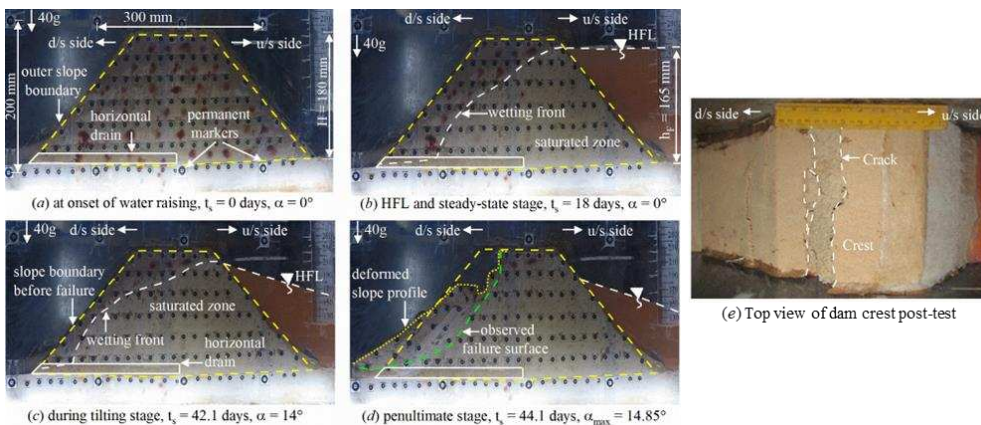 40g
300 mm
d/s side
u/s side
outer slope
boundary
horizontal
drain
permanent
markers
200 mm
H = 180 mm
(a) at onset of water raising, tₛ = 0 days, α = 0°
40g
d/s side
u/s side
HFL
wetting front
saturated zone
h_F = 165 mm
(b) HFL and steady-state stage, tₛ = 18 days, α = 0°
40g
d/s side
u/s side
slope boundary
before failure
HFL
saturated zone
wetting front
horizontal
drain
(c) during tilting stage, tₛ = 42.1 days, α = 14°
40g
d/s side
u/s side
deformed
slope profile
observed
failure surface
(d) penultimate stage, tₛ = 44.1 days, α_max = 14.85°
d/s side
u/s side
Crack
Crest
(e) Top view of dam crest post-test